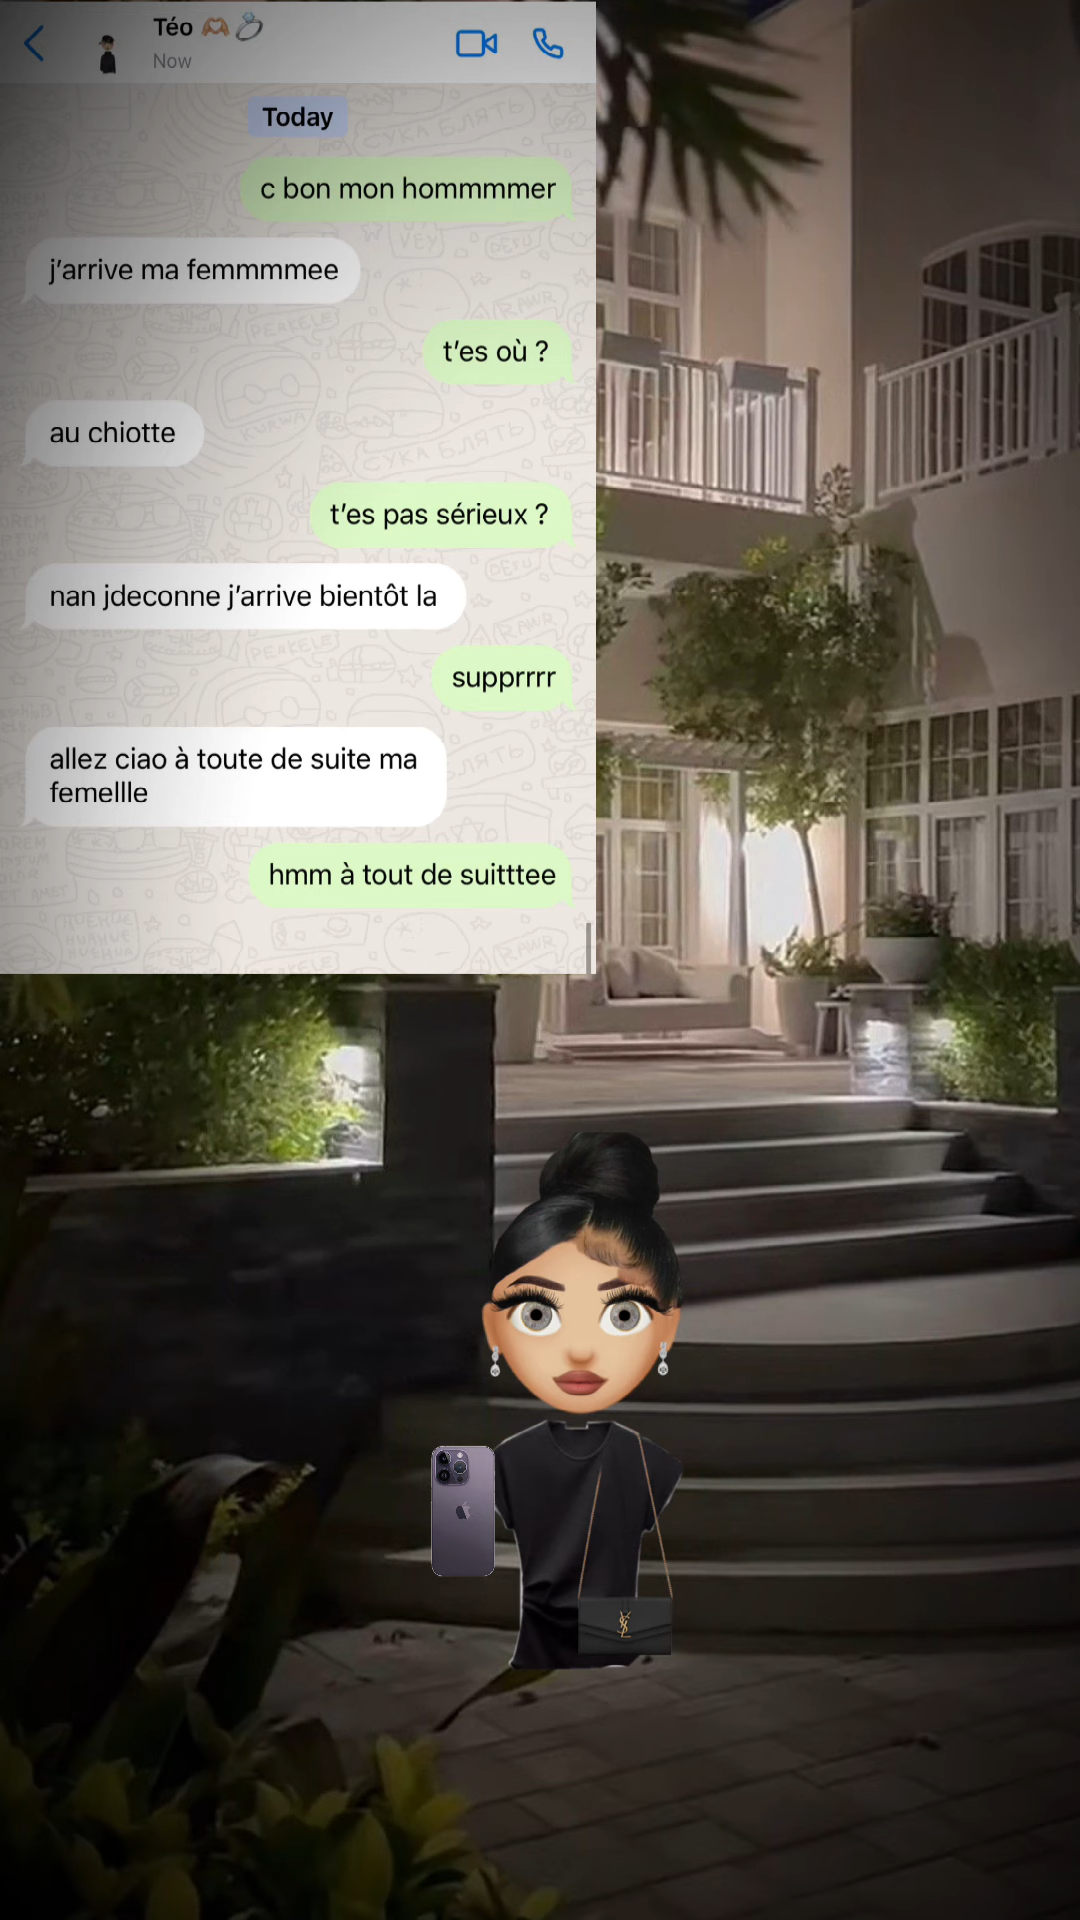 Téo 🫶🏼💍
Now
Today
c bon mon hommmmer
j’arrive ma femmmmee
t’es où ?
au chiotte
t’es pas sérieux ?
nan jdeconne j’arrive bientôt la
supprrrr
allez ciao à toute de suite ma
femellle
hmm à tout de suitttee